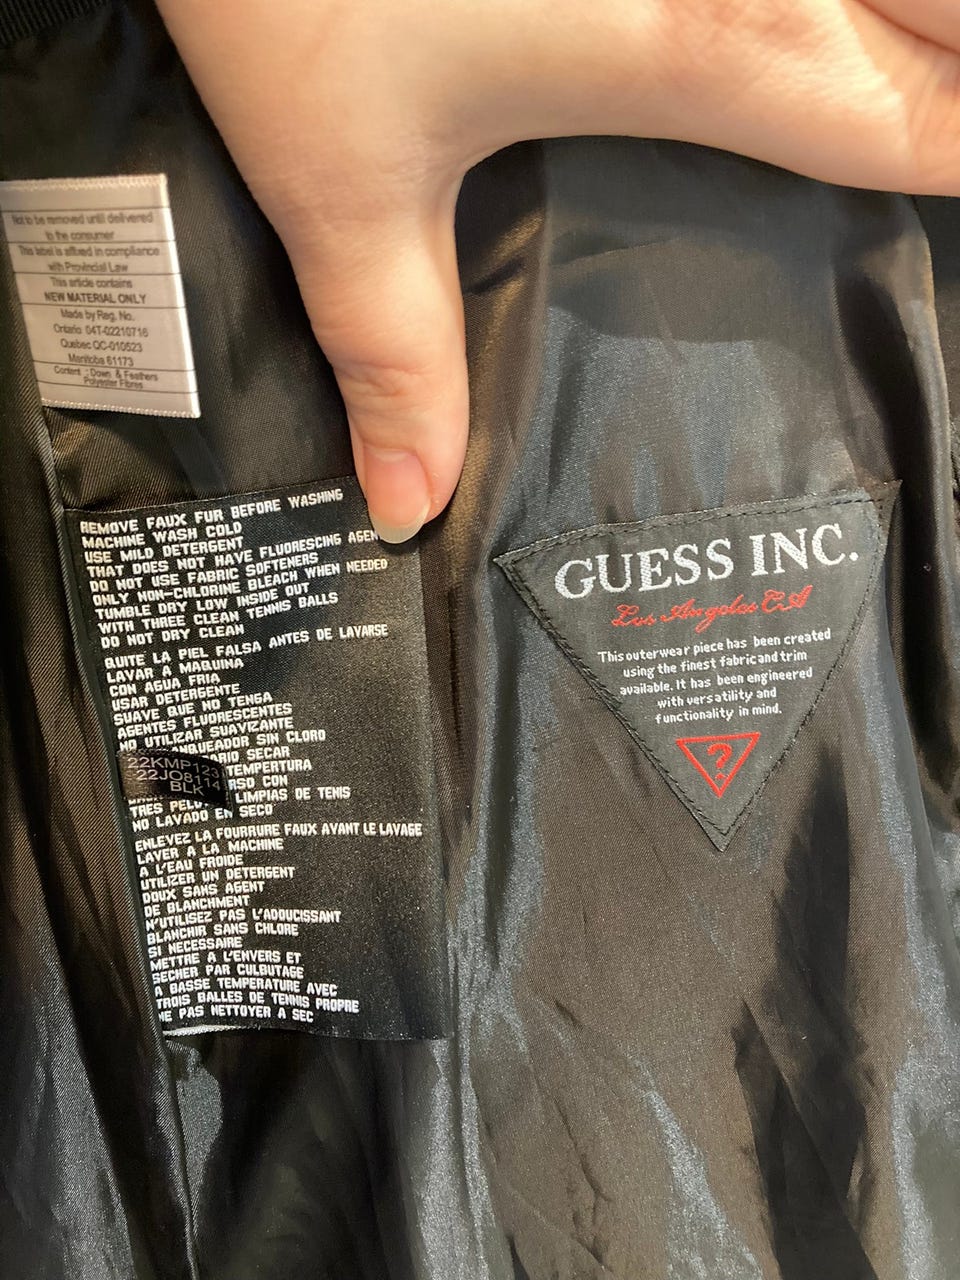 Not to be removed until delivered
to the consumer
This label is affixed in compliance
with Provincial Law
This article contains
NEW MATERIAL ONLY
Made by Reg. No.
Ontario 04T-02210716
Quebec QC-010523
Manitoba 61173
Content : Down & Feathers
Polyester Fibres
REMOVE FAUX FUR BEFORE WASHING
MACHINE WASH COLD
USE MILD DETERGENT
THAT DOES NOT HAVE FLUORESCING
DO NOT USE FABRIC SOFTENERS
ONLY NON-CHLORINE BLEACH WHEN NEEDED
TUMBLE DRY LOW INSIDE OUT
WITH THREE CLEAN TENNIS BALLS
DO NOT DRY CLEAN
QUITE LA PIEL FALSA ANTES DE LAVARSE
LAVAR A MAQUINA
CON AGUA FRIA
USAR DETERGENTE
SUAVE QUE NO TENGA
AGENTES FLUORESCENTES
NO UTILIZAR SUAVIZANTE
SIN CLORO
SECAR
CON
LIMPIAS DE TENIS
TRES
NO LAVADO EN SECO
22KMP123
22JO8114
BLK
ENLEVEZ LA FOURRURE FAUX AVANT LE LAVAGE
LAVER A LA MACHINE
A L'EAU FROIDE
UTILIZER UN DETERGENT
DOUX SANS AGENT
DE BLANCHMENT
N'UTILISEZ PAS L'ADOUCISSANT
BLANCHIR SANS CHLORE
SI NECESSAIRE
METTRE A L'ENVERS ET
SECHER PAR CULBUTAGE
A BASSE TEMPERATURE AVEC
TROIS BALLES DE TENNIS PROPRE
NE PAS NETTOYER A SEC
GUESS INC.
Los Angeles CA
This outerwear piece has been created
using the finest fabric and trim
available. It has been engineered
with versatility and
functionality in mind.
?